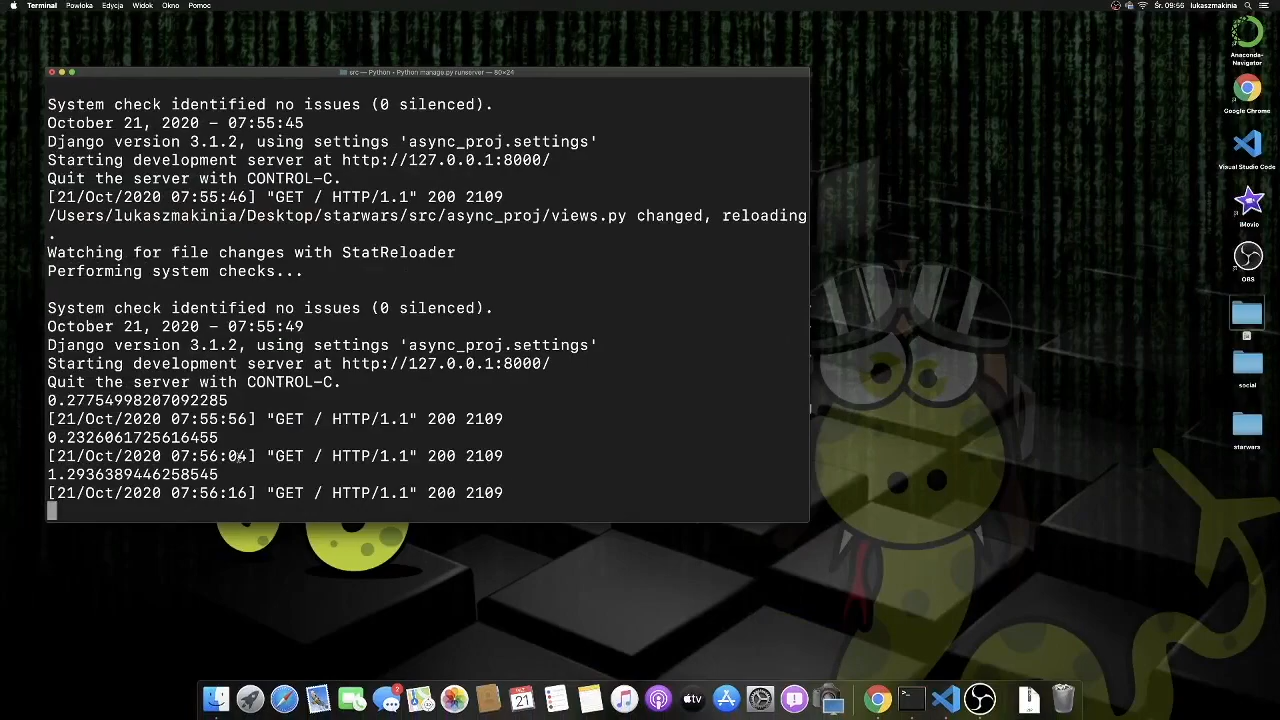 Terminal Powłoka Edycja Widok Okno Pomoc
Śr. 09:56 lukaszmakinia
src — Python • Python manage.py runserver — 80×24
System check identified no issues (0 silenced).
October 21, 2020 - 07:55:45
Django version 3.1.2, using settings 'async_proj.settings'
Starting development server at http://127.0.0.1:8000/
Quit the server with CONTROL-C.
[21/Oct/2020 07:55:46] "GET / HTTP/1.1" 200 2109
/Users/lukaszmakinia/Desktop/starwars/src/async_proj/views.py changed, reloading
.
Watching for file changes with StatReloader
Performing system checks...
System check identified no issues (0 silenced).
October 21, 2020 - 07:55:49
Django version 3.1.2, using settings 'async_proj.settings'
Starting development server at http://127.0.0.1:8000/
Quit the server with CONTROL-C.
0.27754998207092285
[21/Oct/2020 07:55:56] "GET / HTTP/1.1" 200 2109
0.2326061725616455
[21/Oct/2020 07:56:04] "GET / HTTP/1.1" 200 2109
1.2936389446258545
[21/Oct/2020 07:56:16] "GET / HTTP/1.1" 200 2109
Anaconda-
Navigator
Google Chrome
Visual Studio Code
iMovie
OBS
social
starwars
2
21
tv